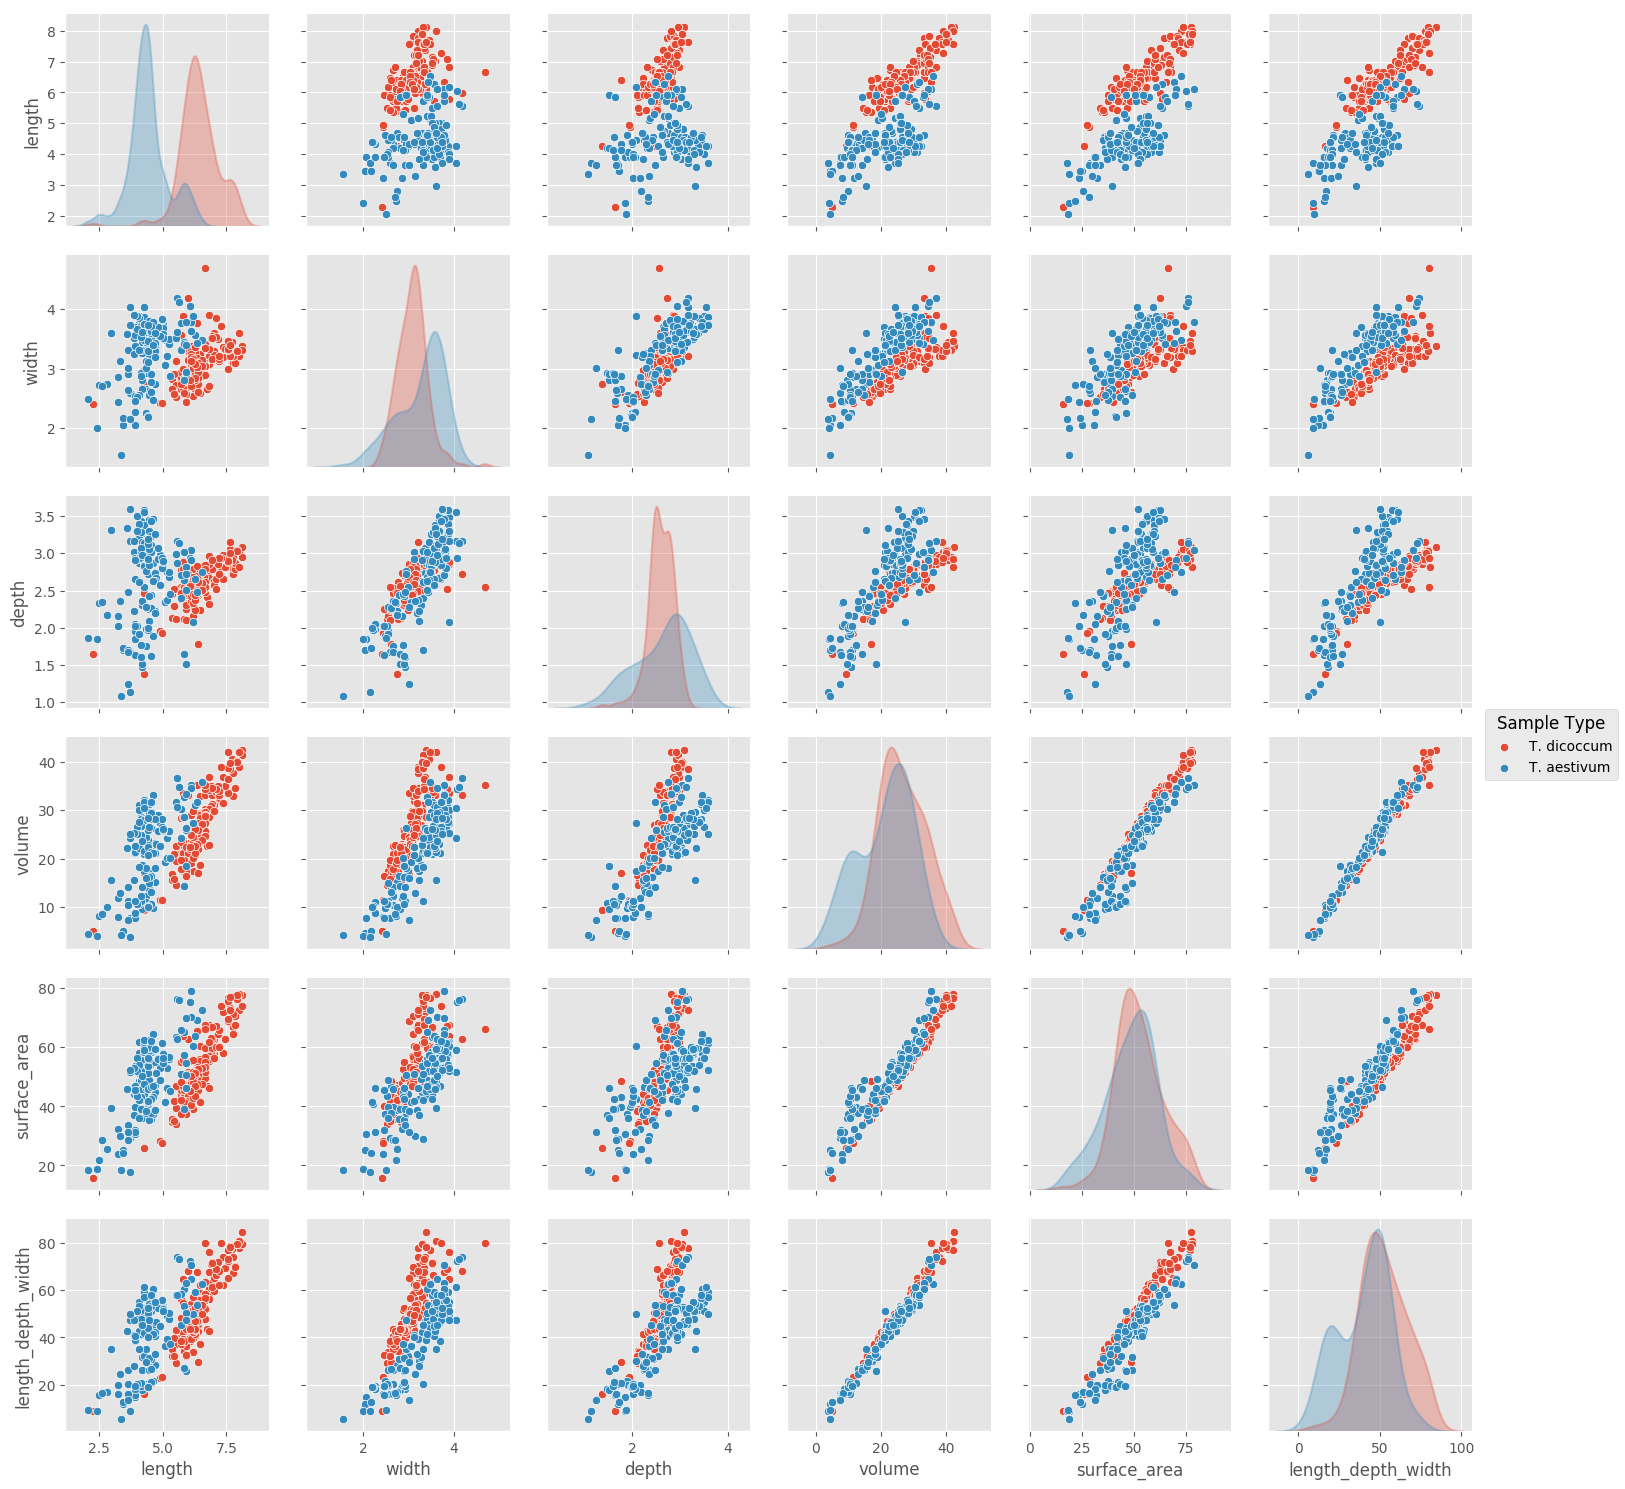 8
7
6
5
4
3
2
length
4
3
2
width
3.5
3.0
2.5
2.0
1.5
1.0
depth
Sample Type
T. dicoccum
T. aestivum
40
30
20
10
volume
80
60
40
20
surface_area
80
60
40
20
length_depth_width
2.5 5.0 7.5 2 4 2 4 0 20 40 0 25 50 75 0 50 100
length width depth volume surface_area length_depth_width